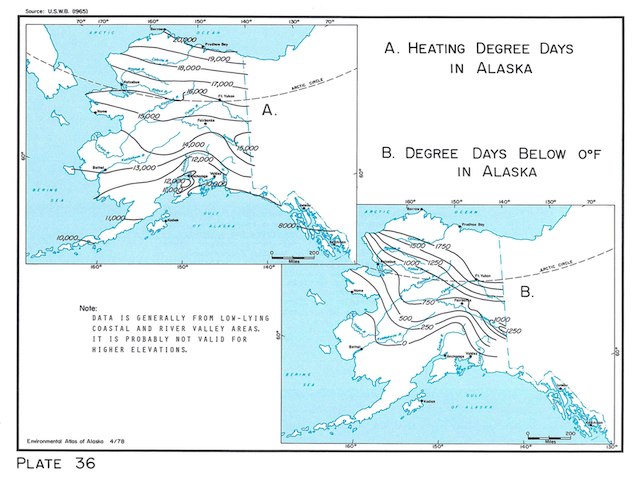 Source: U.S.W.B. (1965)
70° 170° 160° 150° 140° 130° 70°
ARCTIC OCEAN
Barrow
20,000
Prudhoe Bay
19,000
18,000
17,000
Kotzebue
16,000
ARCTIC CIRCLE
Ft. Yukon
Nome
15,000
Fairbanks
A.
14,000
15,000
60°
13,000
12,000
60°
Bethel
Anchorage
Valdez
12,000
11,000
10,000
BERING
SEA
11,000
Kodiak
GULF
OF ALASKA
8000
Juneau
10,000
0 200
Miles
160° 150° 140°
A. HEATING DEGREE DAYS
IN ALASKA
B. DEGREE DAYS BELOW 0°F
IN ALASKA
160° 150° 140° 130° 70°
ARCTIC OCEAN
Barrow
Prudhoe Bay
1500 1750
1000 1250
Kotzebue
ARCTIC CIRCLE
Ft. Yukon
Nome
750
Fairbanks
B.
500
250
1000
1250
0
60°
60°
Bethel
Anchorage
Valdez
BERING
SEA
Kodiak
GULF
OF ALASKA
Juneau
0 200
Miles
160° 150° 140° 130°
Note:
DATA IS GENERALLY FROM LOW-LYING
COASTAL AND RIVER VALLEY AREAS.
IT IS PROBABLY NOT VALID FOR
HIGHER ELEVATIONS.
Environmental Atlas of Alaska 4/78
PLATE 36